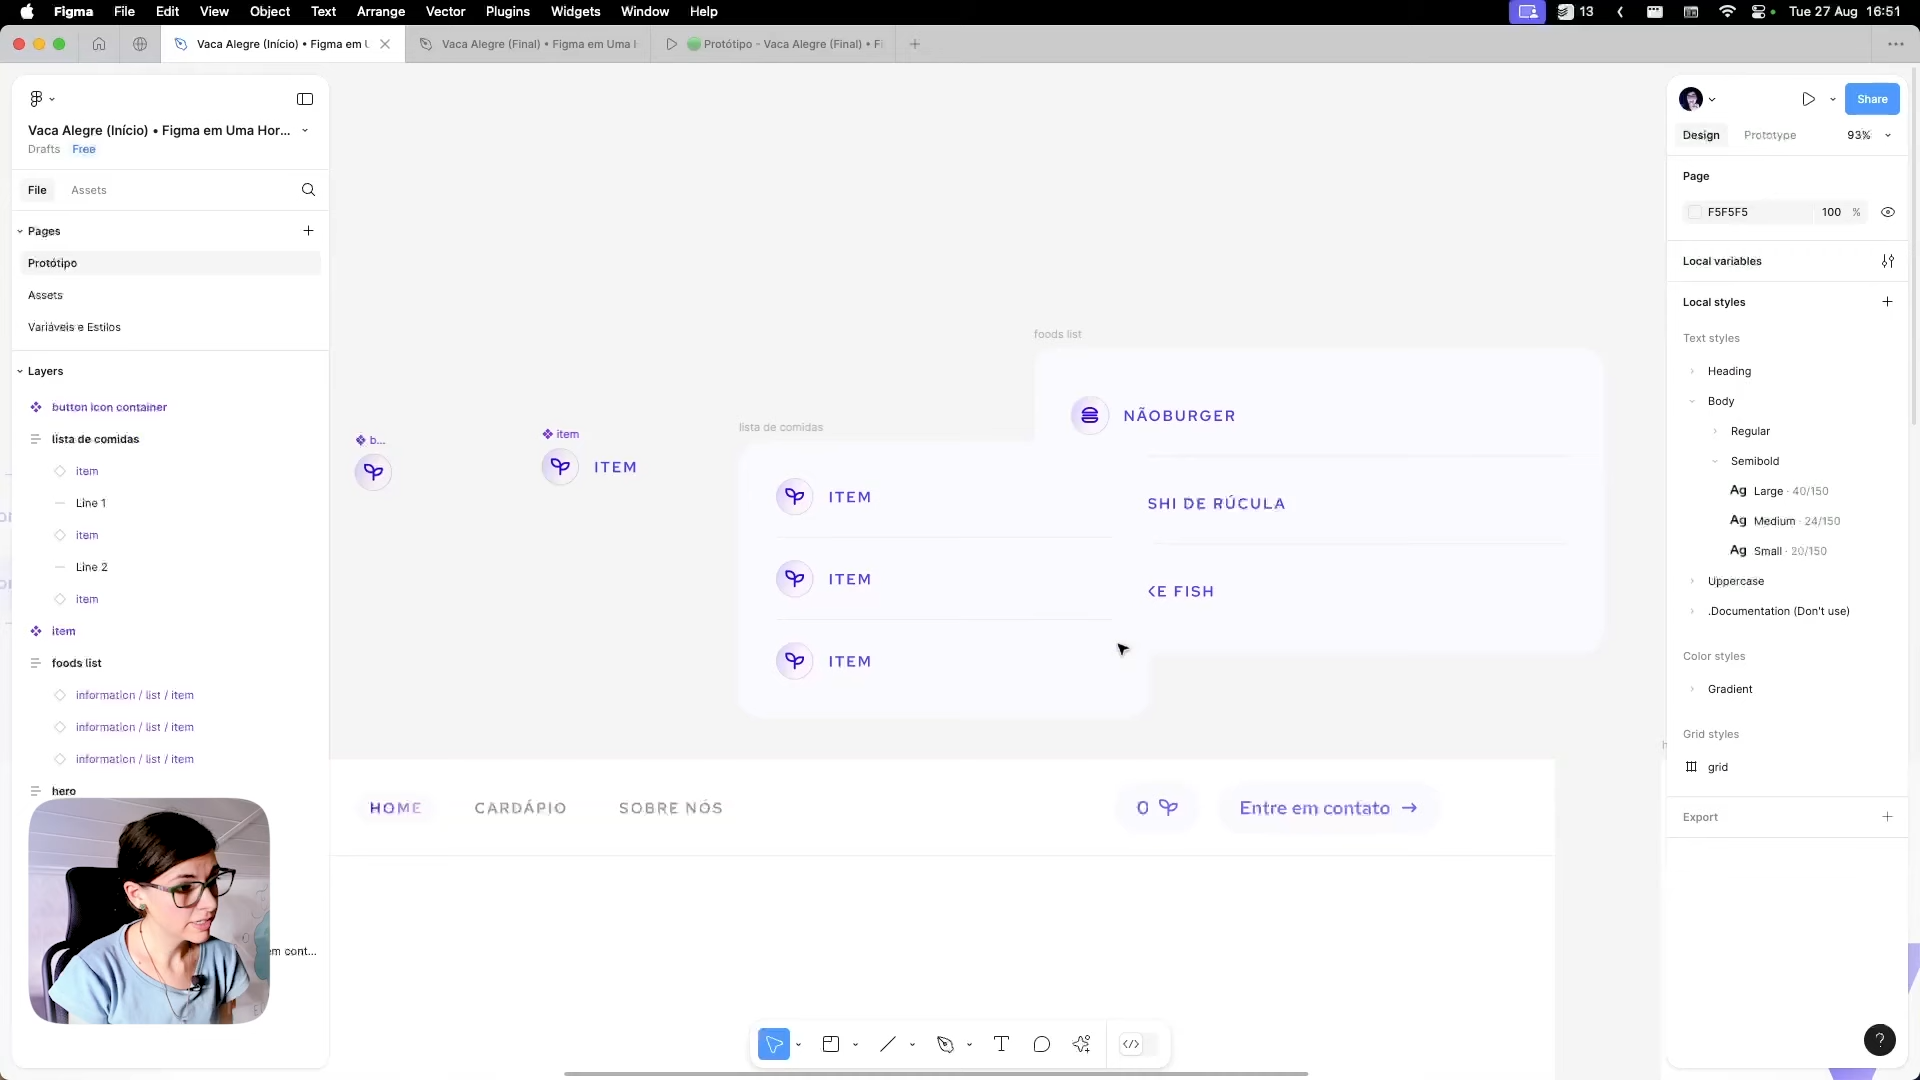 Figma File Edit View Object Text Arrange Vector Plugins Widgets Window Help
13 Tue 27 Aug 16:51
Vaca Alegre (Início) • Figma em U
Vaca Alegre (Final) • Figma em Uma
Protótipo - Vaca Alegre (Final) • F
Vaca Alegre (Início) • Figma em Uma Hor...
Drafts Free
File Assets
Pages
Protótipo
Assets
Variáveis e Estilos
Layers
button icon container
lista de comidas
item
Line 1
item
Line 2
item
item
foods list
information / list / item
information / list / item
information / list / item
hero
em cont...
b...
item
ITEM
lista de comidas
ITEM
ITEM
ITEM
foods list
NÃOBURGER
SHI DE RÚCULA
KE FISH
HOME CARDÁPIO SOBRE NÓS
0
Entre em contato →
Share
Design Prototype 93%
Page
F5F5F5 100 %
Local variables
Local styles
Text styles
Heading
Body
Regular
Semibold
Ag Large · 40/150
Ag Medium · 24/150
Ag Small · 20/150
Uppercase
.Documentation (Don't use)
Color styles
Gradient
Grid styles
grid
Export
?